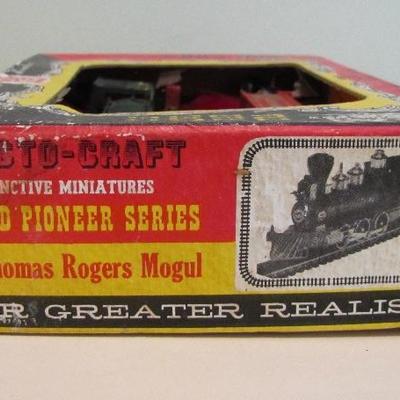 CTO-CRAFT
NCTIVE MINIATURES
PIONEER SERIES
homas Rogers Mogul
R GREATER REALIS